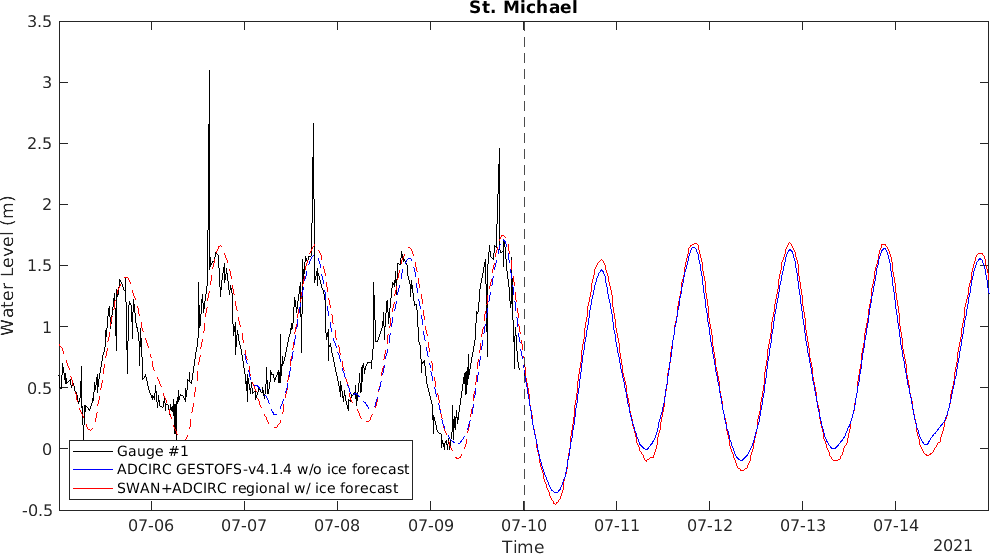 St. Michael
3.5
3
2.5
2
1.5
1
0.5
0
-0.5
Water Level (m)
Gauge #1
ADCIRC GESTOFS-v4.1.4 w/o ice forecast
SWAN+ADCIRC regional w/ ice forecast
07-06 07-07 07-08 07-09 07-10 07-11 07-12 07-13 07-14
Time
2021